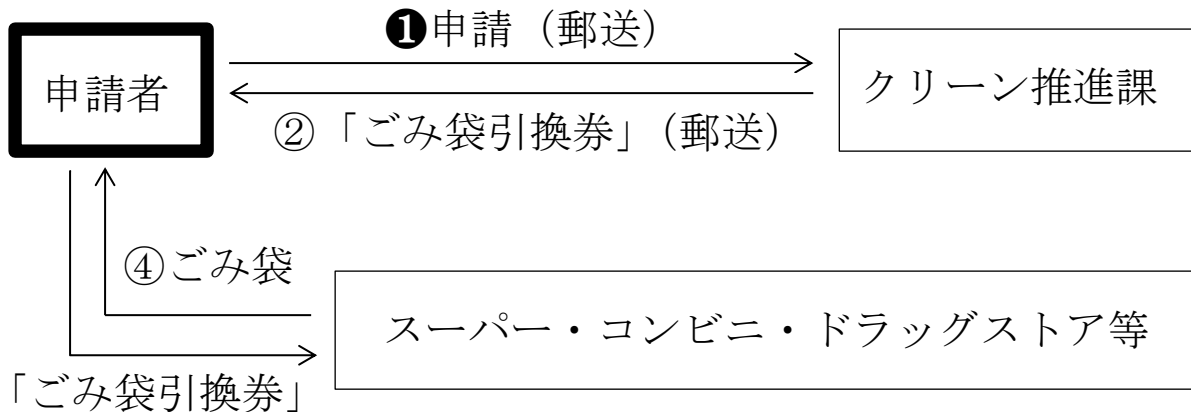 ❶申請（郵送）
申請者
クリーン推進課
②「ごみ袋引換券」（郵送）
④ごみ袋
スーパー・コンビニ・ドラッグストア等
「ごみ袋引換券」